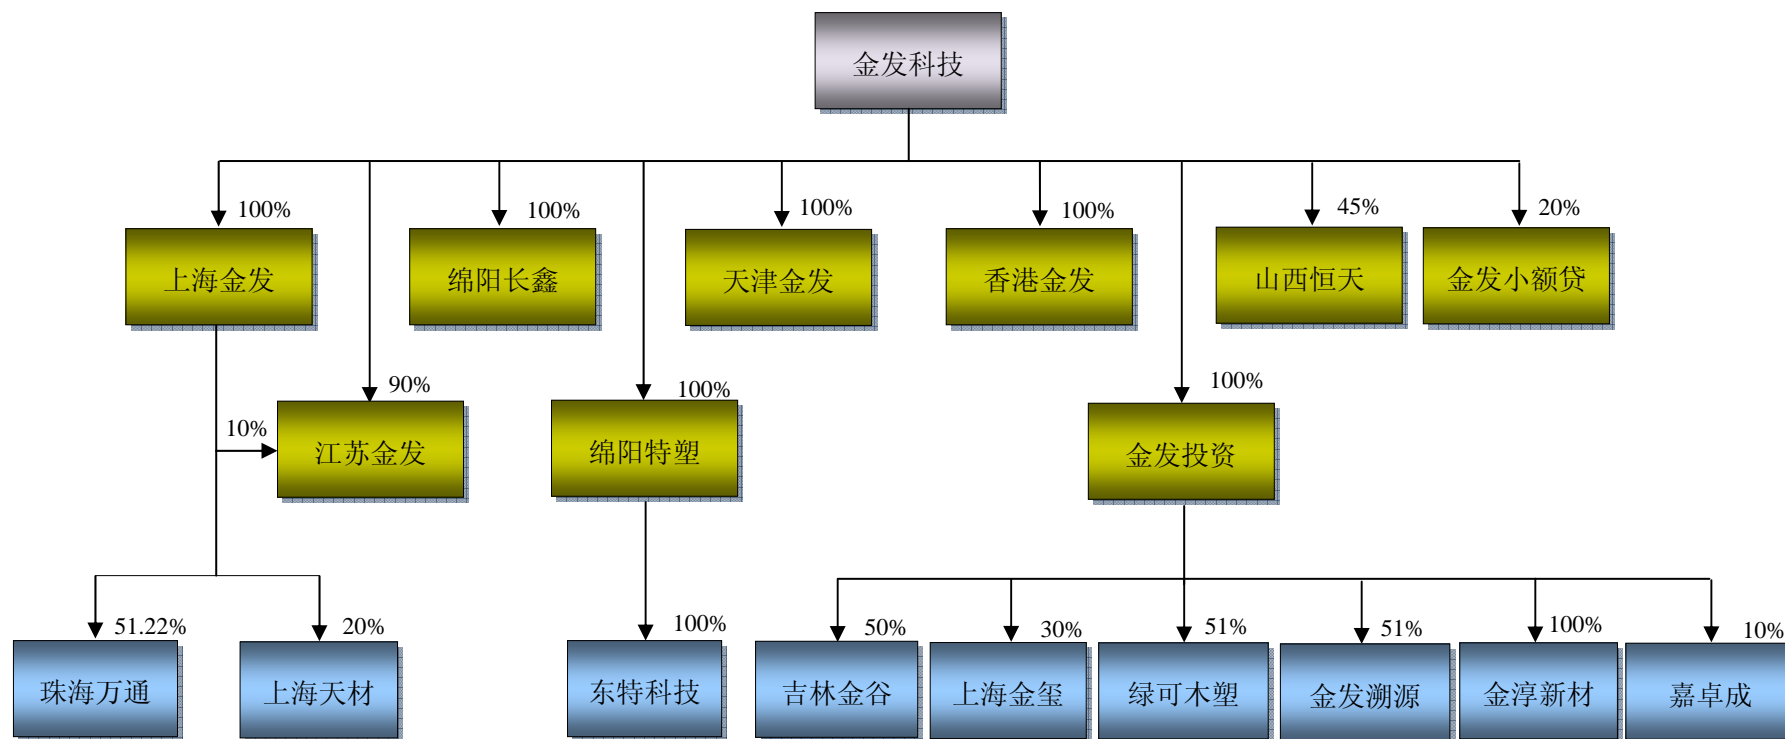 金发科技
100%
100%
100%
100%
45%
20%
上海金发
绵阳长鑫
天津金发
香港金发
山西恒天
金发小额贷
90%
100%
100%
10%
江苏金发
绵阳特塑
金发投资
51.22%
20%
100%
50%
30%
51%
51%
100%
10%
珠海万通
上海天材
东特科技
吉林金谷
上海金玺
绿可木塑
金发溯源
金淳新材
嘉卓成